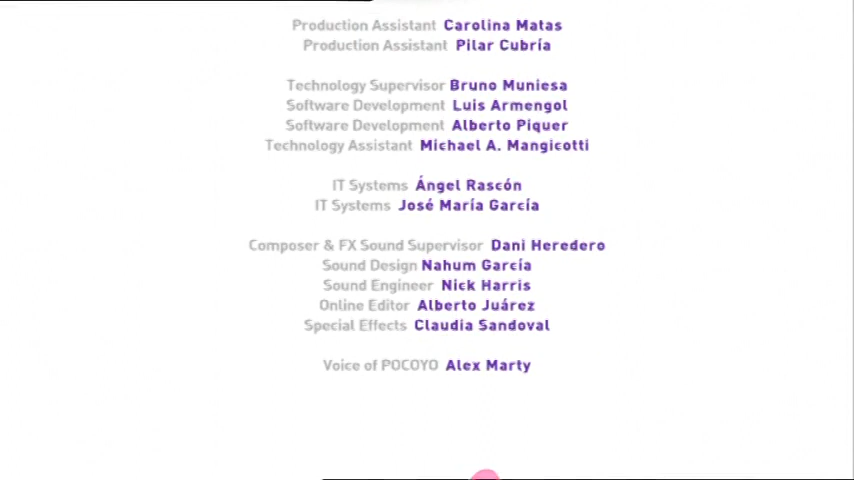 Production Assistant Carolina Matas
Production Assistant Pilar Cubría
Technology Supervisor Bruno Muniesa
Software Development Luis Armengol
Software Development Alberto Piquer
Technology Assistant Michael A. Mangicotti
IT Systems Ángel Rascón
IT Systems José María García
Composer & FX Sound Supervisor Dani Heredero
Sound Design Nahum García
Sound Engineer Nick Harris
Online Editor Alberto Juárez
Special Effects Claudia Sandoval
Voice of POCOYO Alex Marty